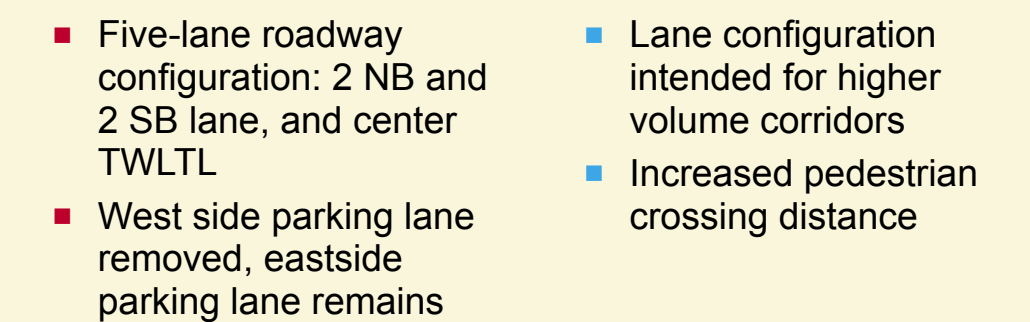 Five-lane roadway
configuration: 2 NB and
2 SB lane, and center
TWLTL
West side parking lane
removed, eastside
parking lane remains
Lane configuration
intended for higher
volume corridors
Increased pedestrian
crossing distance